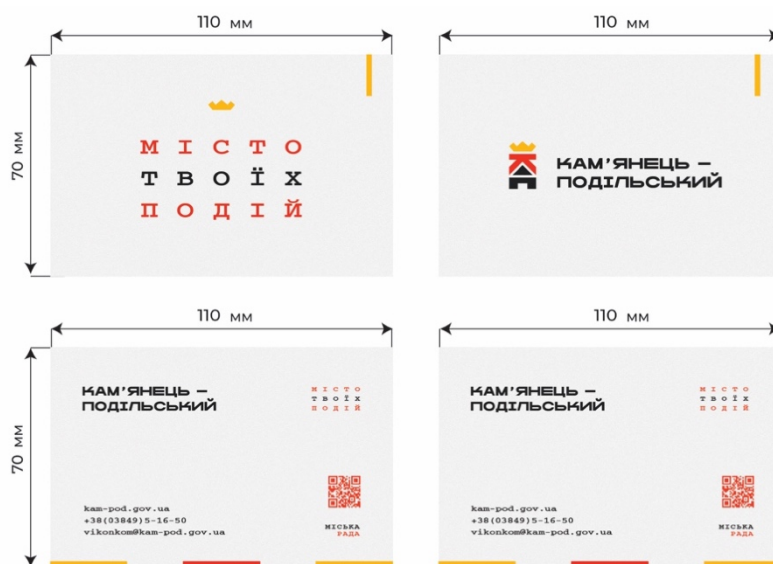 110 мм
110 мм
70 мм
МІСТО
ТВОЇХ
ПОДІЙ
КАМ'ЯНЕЦЬ –
ПОДІЛЬСЬКИЙ
110 мм
110 мм
70 мм
КАМ'ЯНЕЦЬ –
ПОДІЛЬСЬКИЙ
МІСТО
ТВОЇХ
ПОДІЙ
kam-pod.gov.ua
+38(03849)5-16-50
vikonkom@kam-pod.gov.ua
МІСЬКА
РАДА
КАМ'ЯНЕЦЬ –
ПОДІЛЬСЬКИЙ
МІСТО
ТВОЇХ
ПОДІЙ
kam-pod.gov.ua
+38(03849)5-16-50
vikonkom@kam-pod.gov.ua
МІСЬКА
РАДА